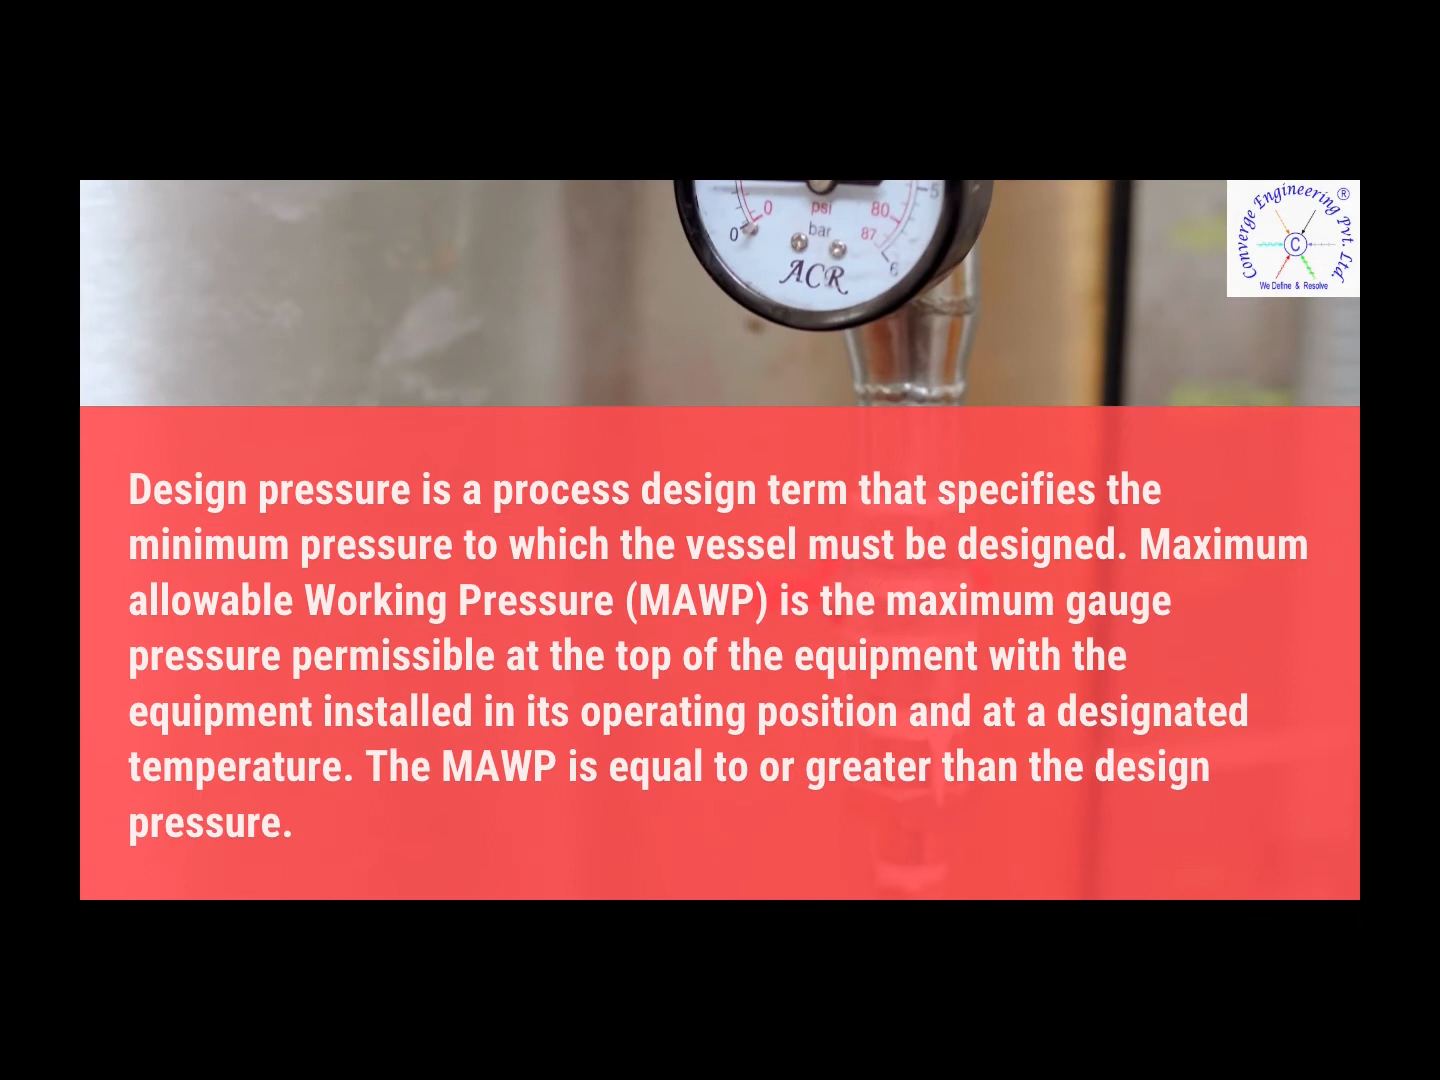 0
psi
80
5
0
bar
87
6
ACR
Converge Engineering Pvt. Ltd. ®
C
We Define & Resolve
Design pressure is a process design term that specifies the
minimum pressure to which the vessel must be designed. Maximum
allowable Working Pressure (MAWP) is the maximum gauge
pressure permissible at the top of the equipment with the
equipment installed in its operating position and at a designated
temperature. The MAWP is equal to or greater than the design
pressure.